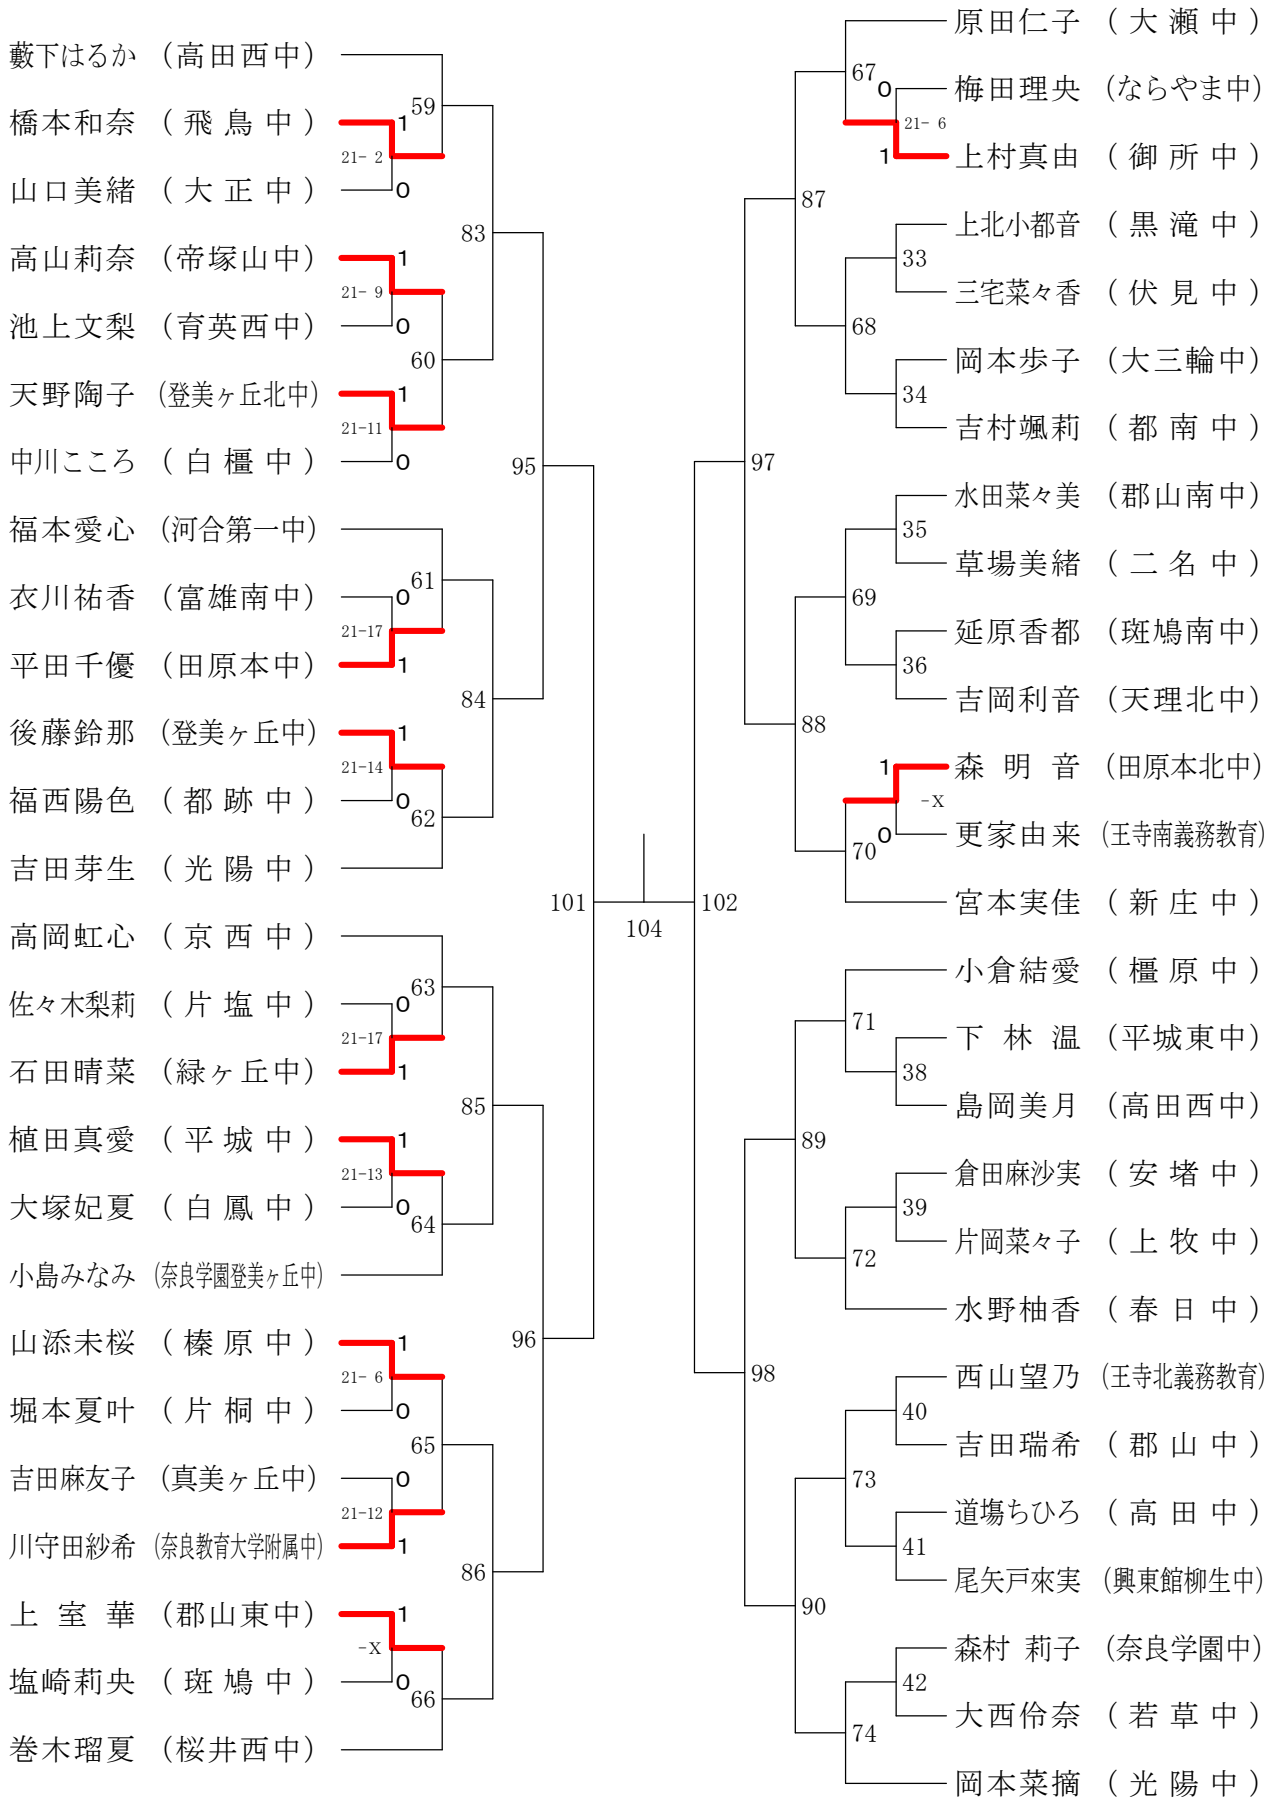 藪下はるか （高田西中）
59
橋本和奈 （飛鳥中） 1
21- 2
山口美緒 （大正中） 0
83
高山莉奈 （帝塚山中） 1
21- 9
池上文梨 （育英西中） 0
60
天野陶子 （登美ヶ丘北中） 1
21-11
中川こころ （白橿中） 0
95
福本愛心 （河合第一中）
61
衣川祐香 （富雄南中） 0
21-17
平田千優 （田原本中） 1
84
後藤鈴那 （登美ヶ丘中） 1
21-14
福西陽色 （都跡中） 0
62
吉田芽生 （光陽中）
101
高岡虹心 （京西中）
63
佐々木梨莉 （片塩中） 0
21-17
石田晴菜 （緑ヶ丘中） 1
85
植田真愛 （平城中） 1
21-13
大塚妃夏 （白鳳中） 0
64
小島みなみ （奈良学園登美ヶ丘中）
96
山添未桜 （榛原中） 1
21- 6
堀本夏叶 （片桐中） 0
65
吉田麻友子 （真美ヶ丘中） 0
21-12
川守田紗希 （奈良教育大学附属中） 1
86
上室華 （郡山東中） 1
-X
塩崎莉央 （斑鳩中） 0
66
巻木瑠夏 （桜井西中）
104
原田仁子 （大瀬中）
67
0 梅田理央 （ならやま中）
21- 6
1 上村真由 （御所中）
87
上北小都音 （黒滝中）
33
三宅菜々香 （伏見中）
68
岡本歩子 （大三輪中）
34
吉村颯莉 （都南中）
97
水田菜々美 （郡山南中）
35
草場美緒 （二名中）
69
延原香都 （斑鳩南中）
36
吉岡利音 （天理北中）
88
1 森明音 （田原本北中）
-X
0 更家由来 （王寺南義務教育）
70
宮本実佳 （新庄中）
102
小倉結愛 （橿原中）
71
下林温 （平城東中）
38
島岡美月 （高田西中）
89
倉田麻沙実 （安堵中）
39
片岡菜々子 （上牧中）
72
水野柚香 （春日中）
98
西山望乃 （王寺北義務教育）
40
吉田瑞希 （郡山中）
73
道場ちひろ （高田中）
41
尾矢戸來実 （興東館柳生中）
90
森村 莉子 （奈良学園中）
42
大西伶奈 （若草中）
74
岡本菜摘 （光陽中）